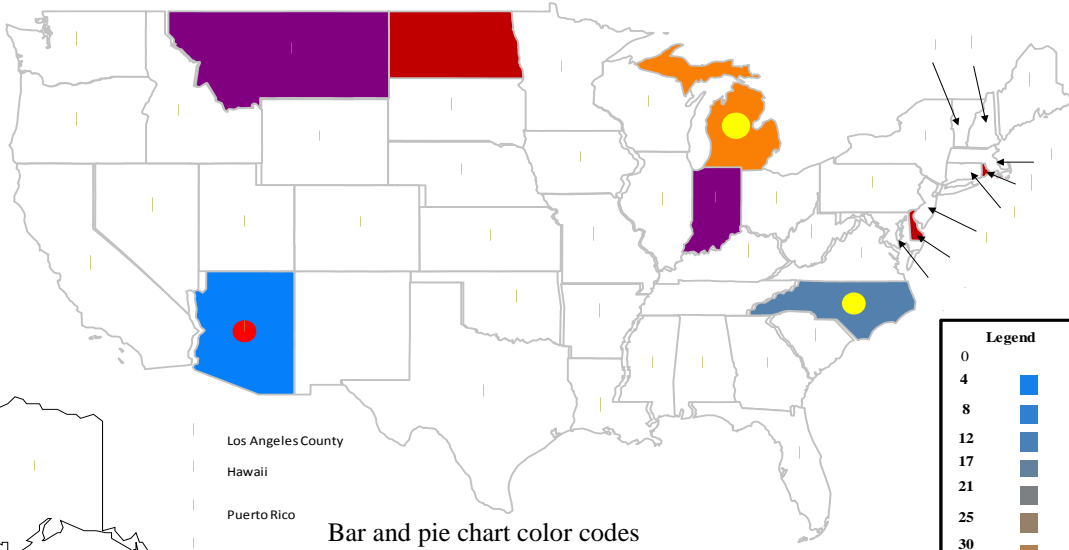 Legend
0
4
8
12
17
21
25
30
Los Angeles County
Hawaii
Puerto Rico
Bar and pie chart color codes